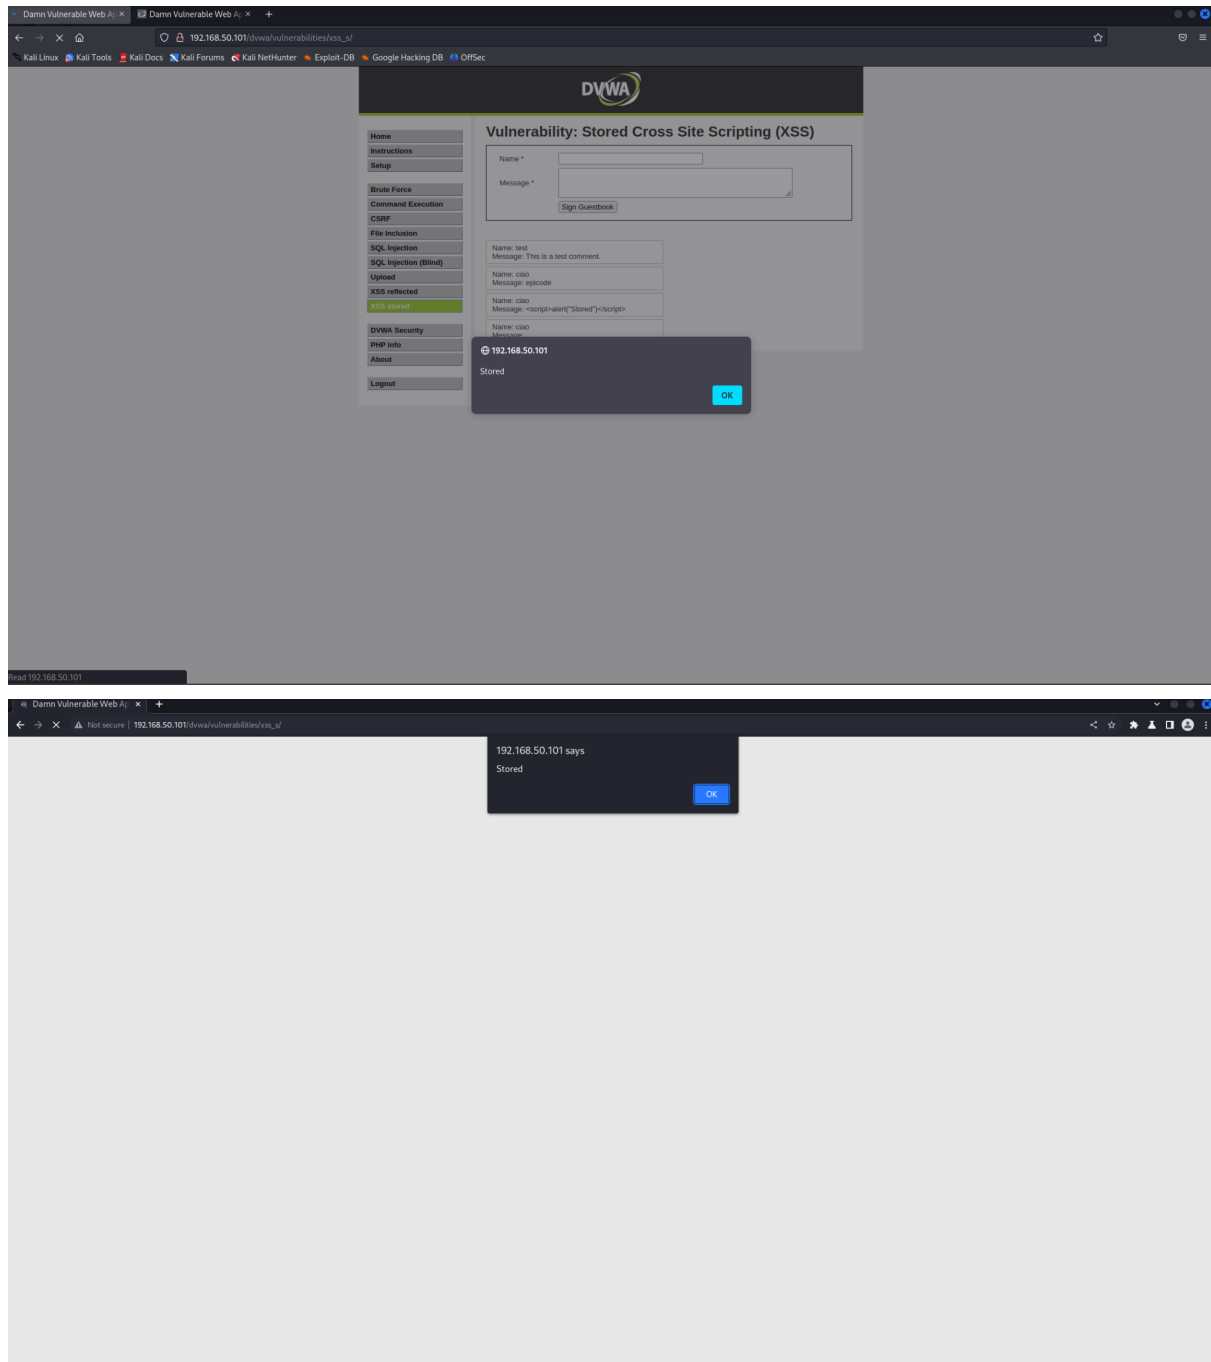 Damn Vulnerable Web Ap × Damn Vulnerable Web Ap × +
192.168.50.101/dvwa/vulnerabilities/xss_s/
Kali Linux Kali Tools Kali Docs Kali Forums Kali NetHunter Exploit-DB Google Hacking DB OffSec
DVWA
Home
Instructions
Setup
Brute Force
Command Execution
CSRF
File Inclusion
SQL Injection
SQL Injection (Blind)
Upload
XSS reflected
XSS stored
DVWA Security
PHP Info
About
Logout
Vulnerability: Stored Cross Site Scripting (XSS)
Name *
Message *
Sign Guestbook
Name: test
Message: This is a test comment.
Name: ciao
Message: epicode
Name: ciao
Message: <script>alert("Stored")</script>
Name: ciao
Message:
192.168.50.101
Stored
OK
Read 192.168.50.101
Damn Vulnerable Web Ap × +
Not secure | 192.168.50.101/dvwa/vulnerabilities/xss_s/
192.168.50.101 says
Stored
OK